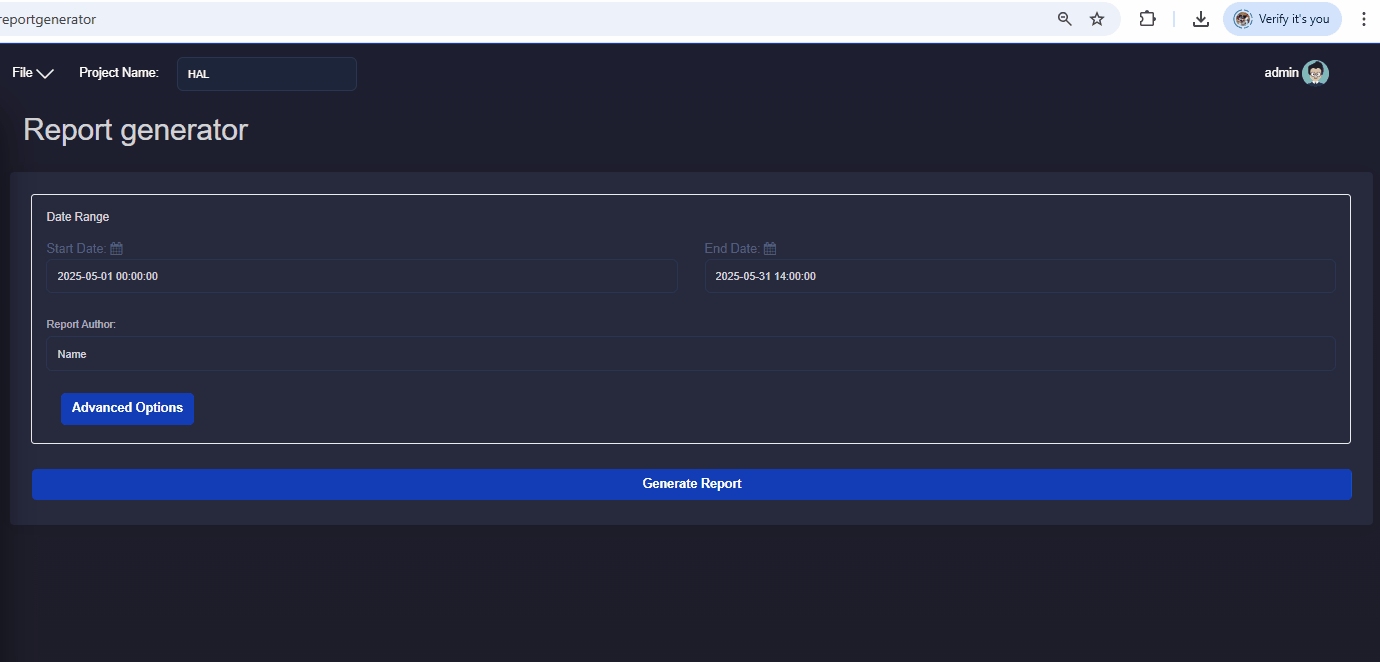 reportgenerator
Verify it's you
File
Project Name:
HAL
admin
Report generator
Date Range
Start Date:
End Date:
2025-05-01 00:00:00
2025-05-31 14:00:00
Report Author:
Name
Advanced Options
Generate Report